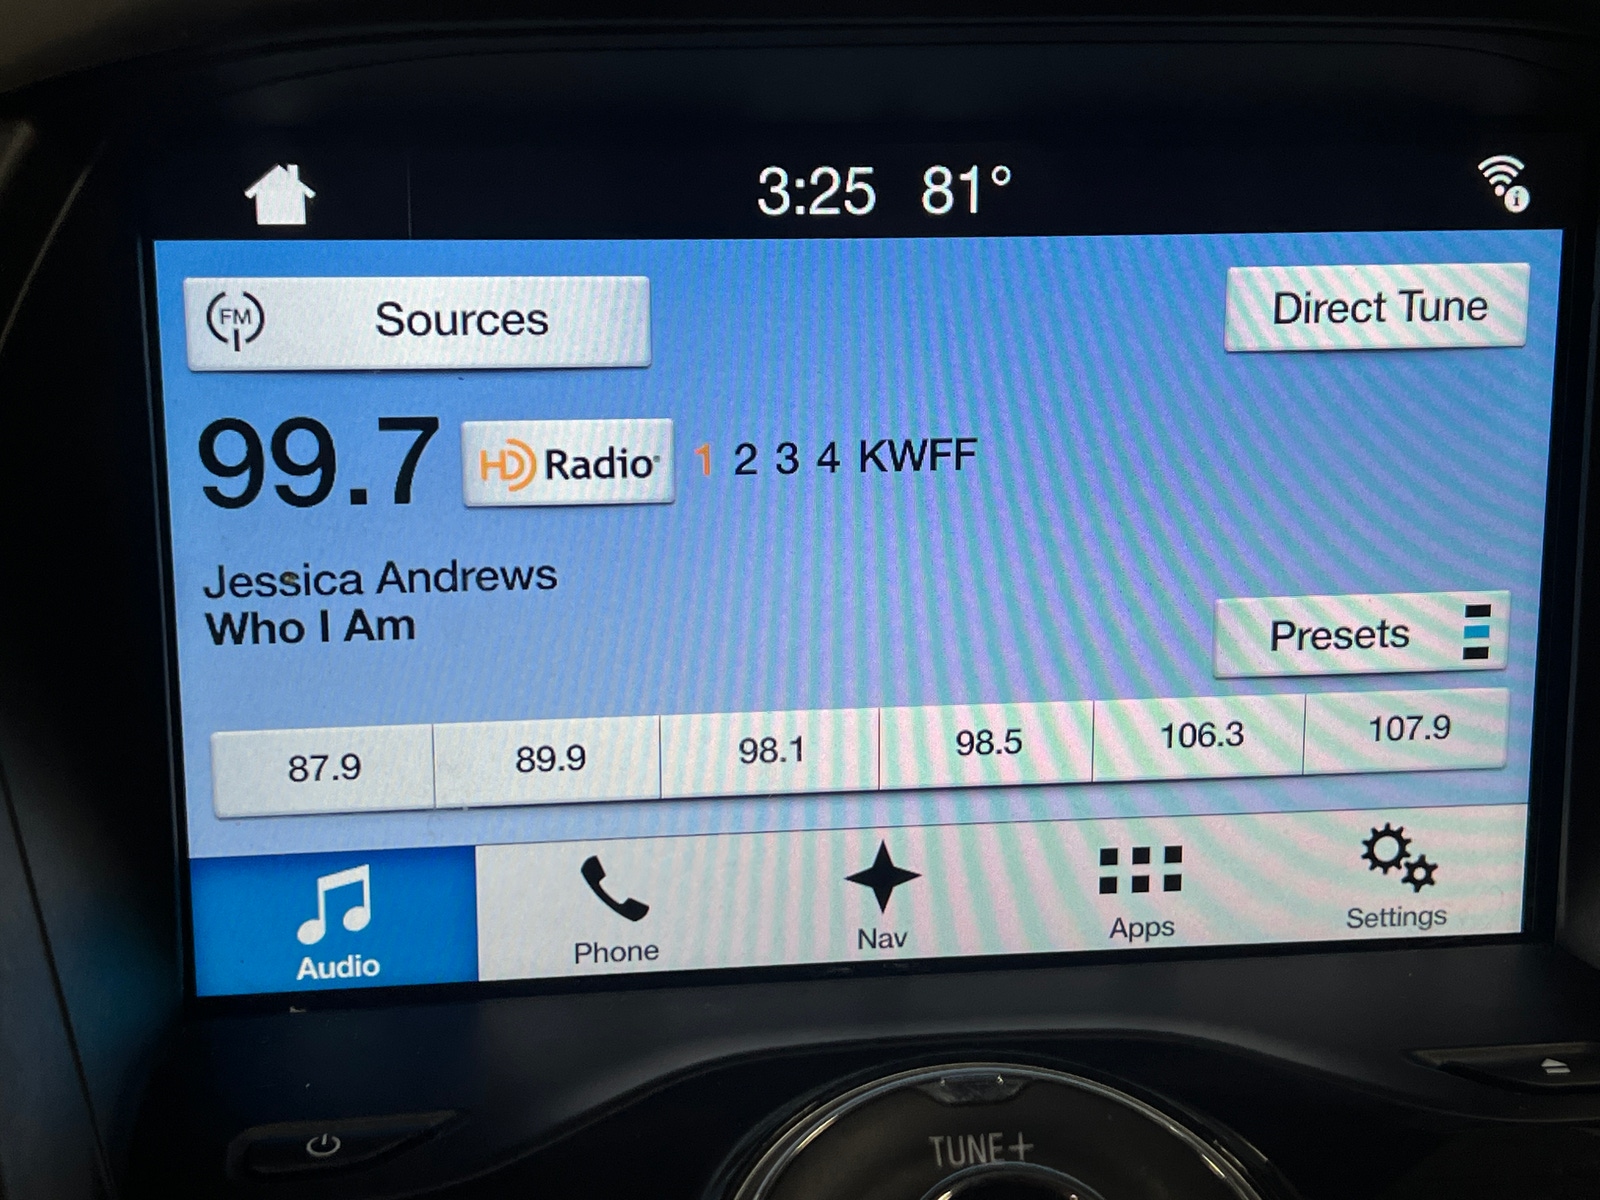 3:25 81°
FM Sources
Direct Tune
99.7 HD Radio 1 2 3 4 KWFF
Jessica Andrews
Who I Am
Presets
87.9 89.9 98.1 98.5 106.3 107.9
Audio Phone Nav Apps Settings
TUNE+